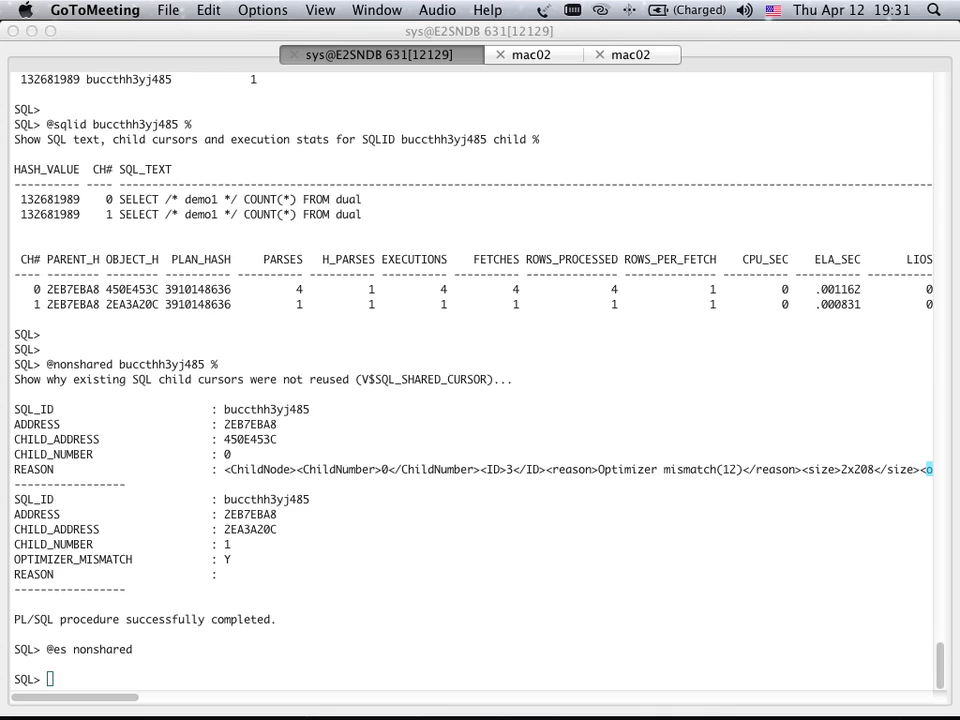 GoToMeeting File Edit Options View Window Audio Help (Charged) Thu Apr 12 19:31
sys@E2SNDB 631[12129]
sys@E2SNDB 631[12129] mac02 mac02
132681989 buccthh3yj485 1
SQL>
SQL> @sqlid buccthh3yj485 %
Show SQL text, child cursors and execution stats for SQLID buccthh3yj485 child %
HASH_VALUE CH# SQL_TEXT
---------- ---- ------------------------------------------------------------
132681989 0 SELECT /* demo1 */ COUNT(*) FROM dual
132681989 1 SELECT /* demo1 */ COUNT(*) FROM dual
CH# PARENT_H OBJECT_H PLAN_HASH PARSES H_PARSES EXECUTIONS FETCHES ROWS_PROCESSED ROWS_PER_FETCH CPU_SEC ELA_SEC LIOS
---- -------- -------- ---------- ---------- ---------- ---------- ---------- -------------- -------------- ---------- ---------- ----------
0 2EB7EBA8 450E453C 3910148636 4 1 4 4 4 1 0 .001162 0
1 2EB7EBA8 2EA3A20C 3910148636 1 1 1 1 1 1 0 .000831 0
SQL>
SQL>
SQL> @nonshared buccthh3yj485 %
Show why existing SQL child cursors were not reused (V$SQL_SHARED_CURSOR)...
SQL_ID : buccthh3yj485
ADDRESS : 2EB7EBA8
CHILD_ADDRESS : 450E453C
CHILD_NUMBER : 0
REASON : <ChildNode><ChildNumber>0</ChildNumber><ID>3</ID><reason>Optimizer mismatch(12)</reason><size>2x208</size><o
-----------------
SQL_ID : buccthh3yj485
ADDRESS : 2EB7EBA8
CHILD_ADDRESS : 2EA3A20C
CHILD_NUMBER : 1
OPTIMIZER_MISMATCH : Y
REASON :
-----------------
PL/SQL procedure successfully completed.
SQL> @es nonshared
SQL>